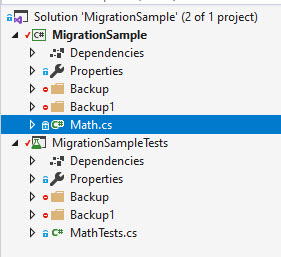 Solution 'MigrationSample' (2 of 1 project)
C# MigrationSample
Dependencies
Properties
Backup
Backup1
C# Math.cs
MigrationSampleTests
Dependencies
Properties
Backup
Backup1
C# MathTests.cs